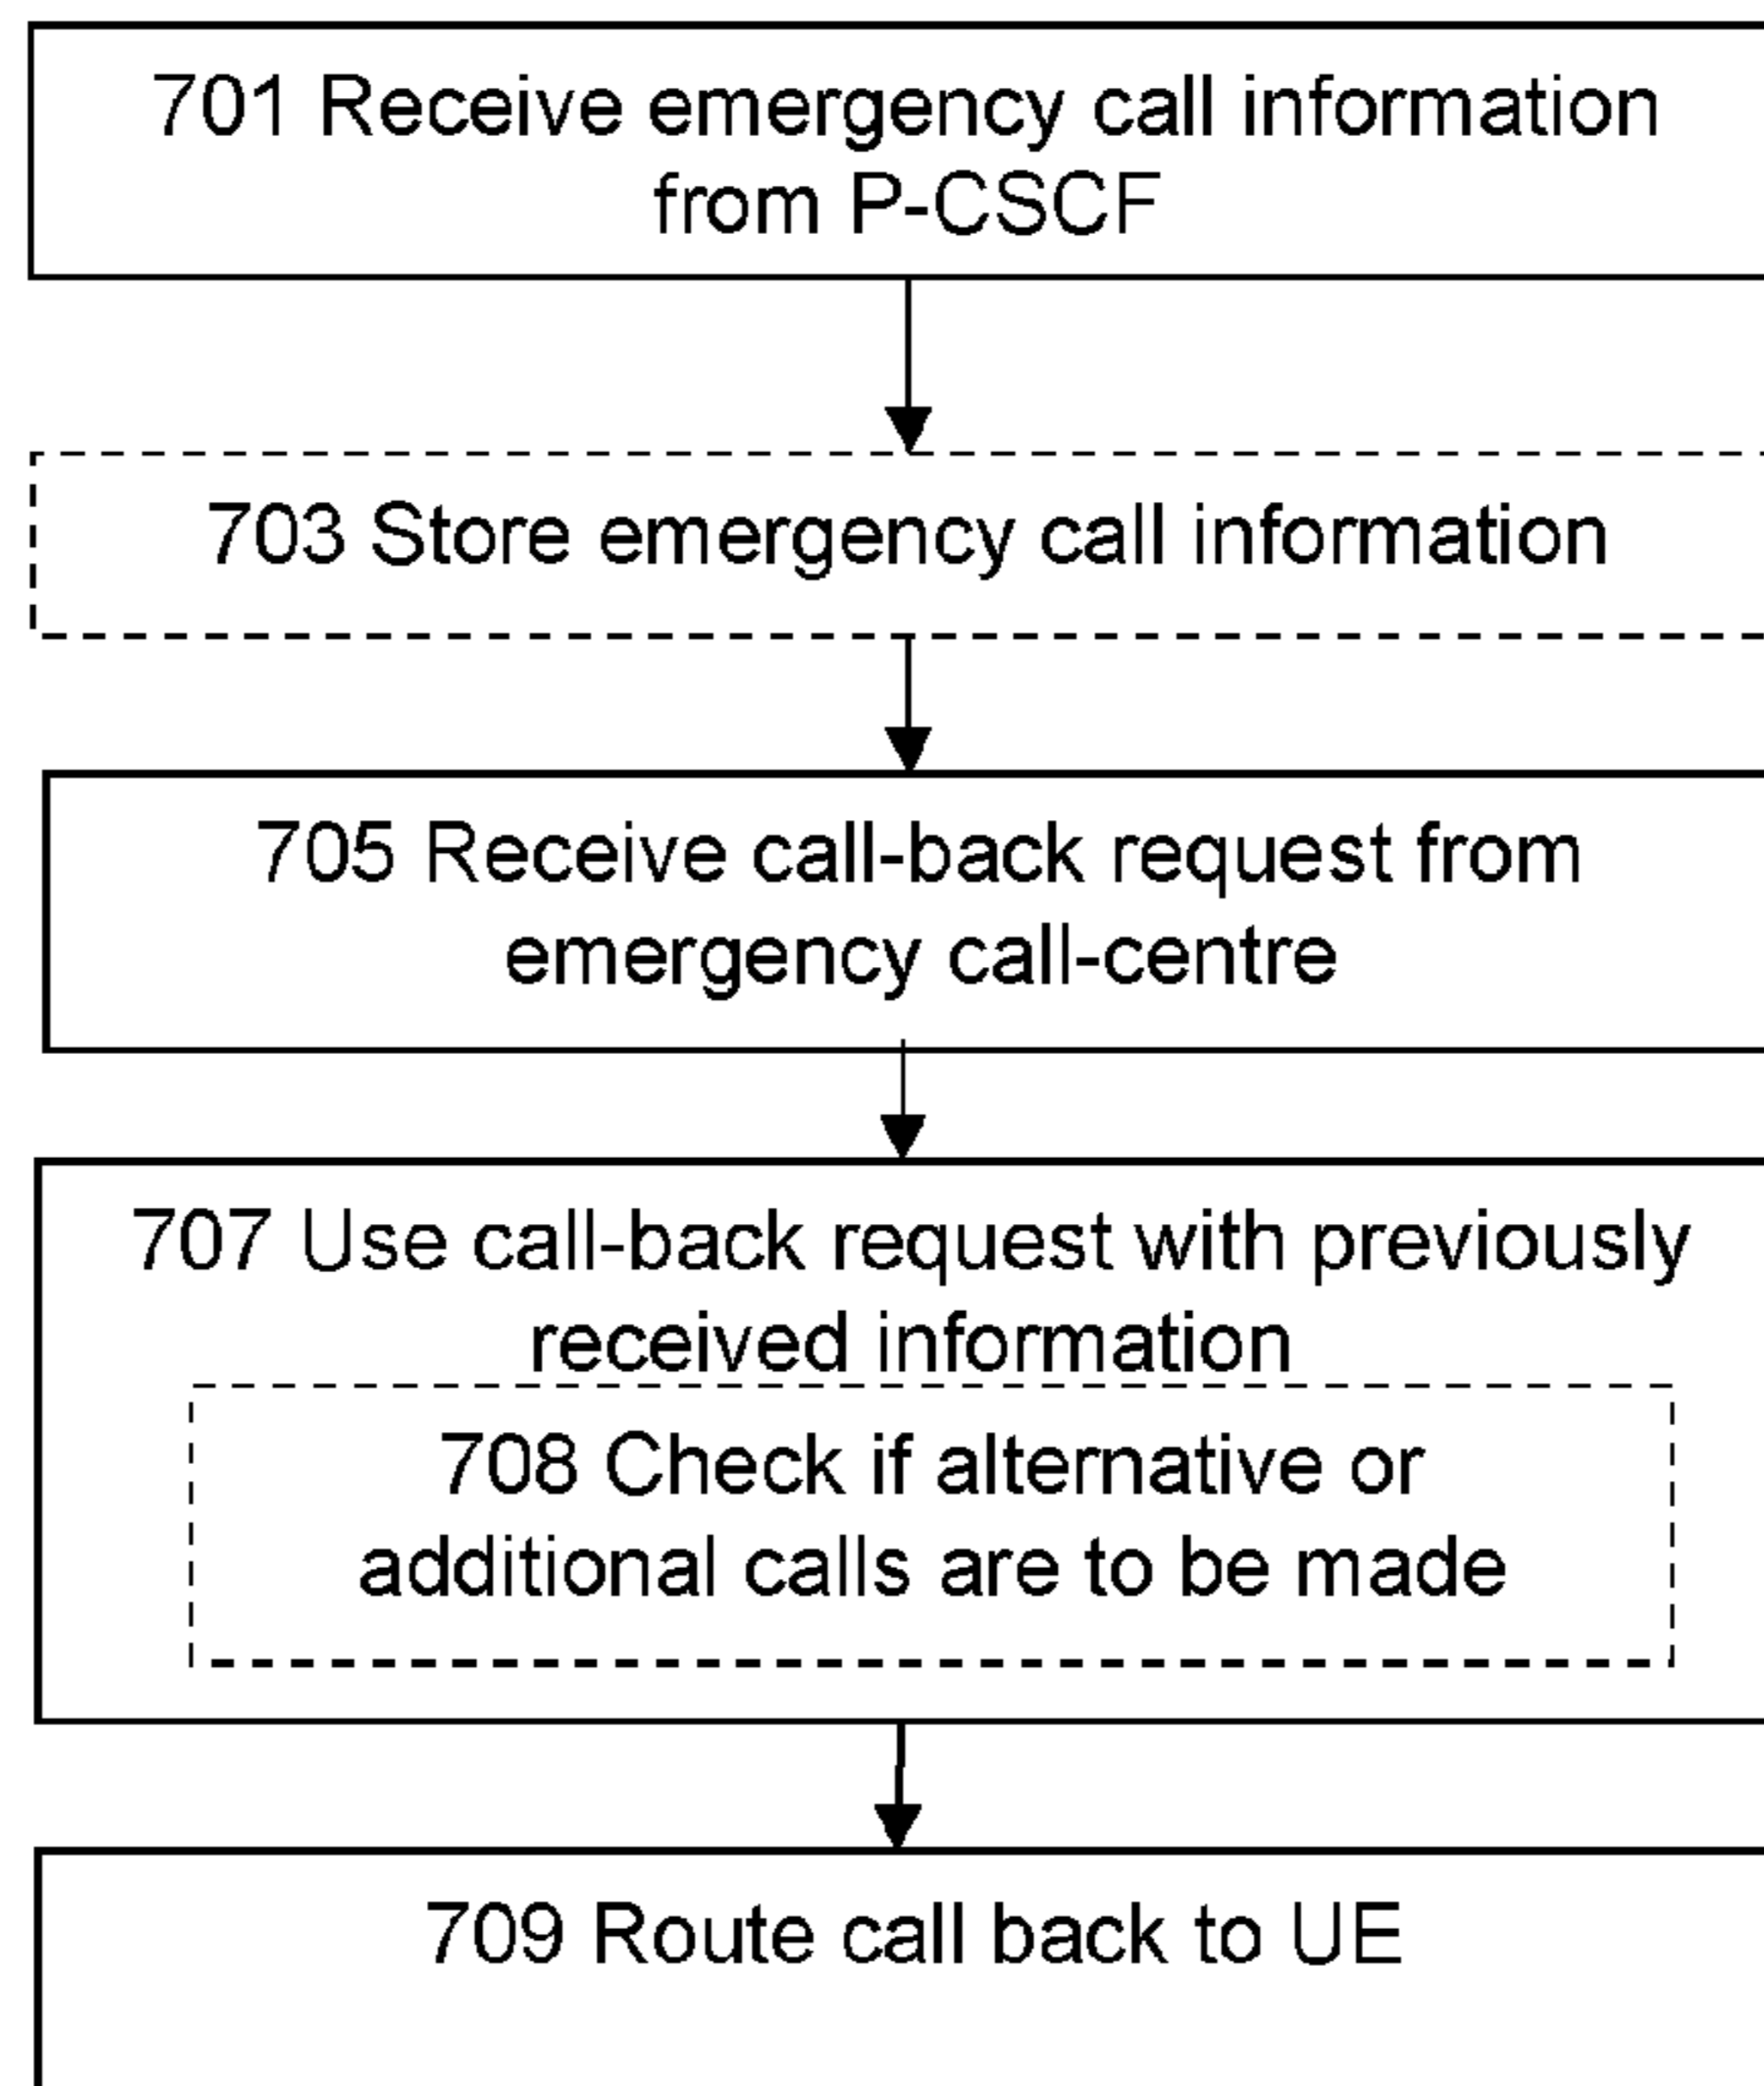 701 Receive emergency call information
from P-CSCF
703 Store emergency call information
705 Receive call-back request from
emergency call-centre
707 Use call-back request with previously
received information
708 Check if alternative or
additional calls are to be made
709 Route call back to UE